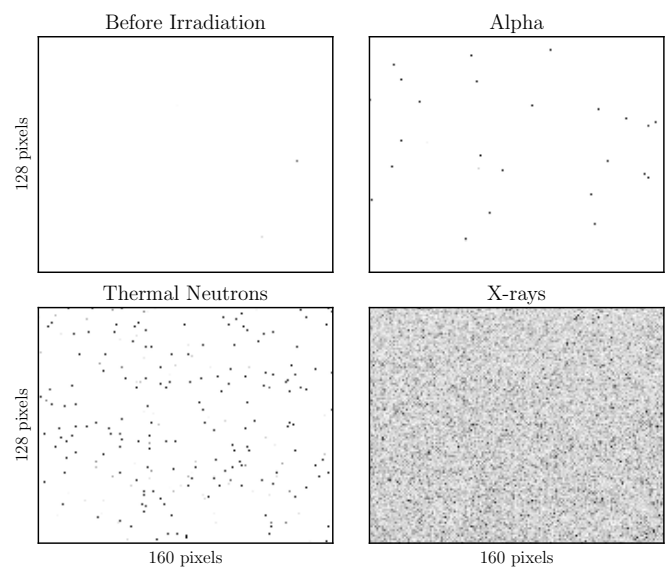 Before Irradiation
Alpha
128 pixels
Thermal Neutrons
X-rays
128 pixels
160 pixels
160 pixels